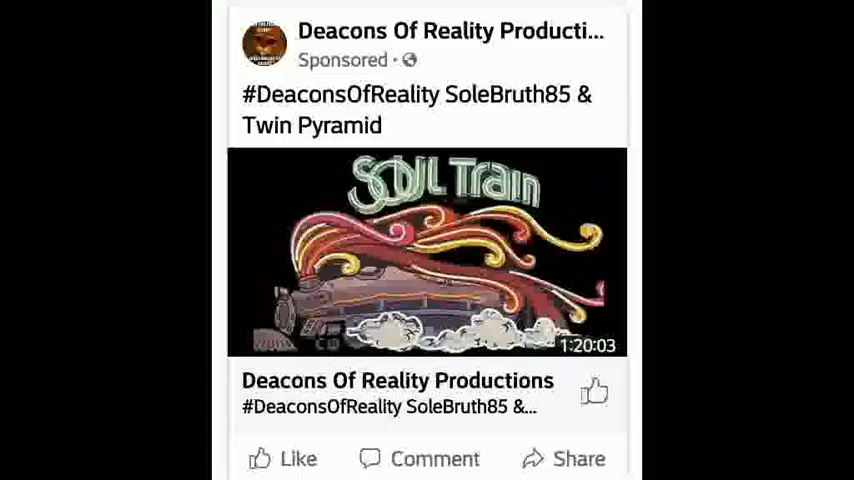 Deacons Of Reality Producti...
Sponsored ·
#DeaconsOfReality SoleBruth85 &
Twin Pyramid
SOUL Train
1:20:03
Deacons Of Reality Productions
#DeaconsOfReality SoleBruth85 &...
Like Comment Share